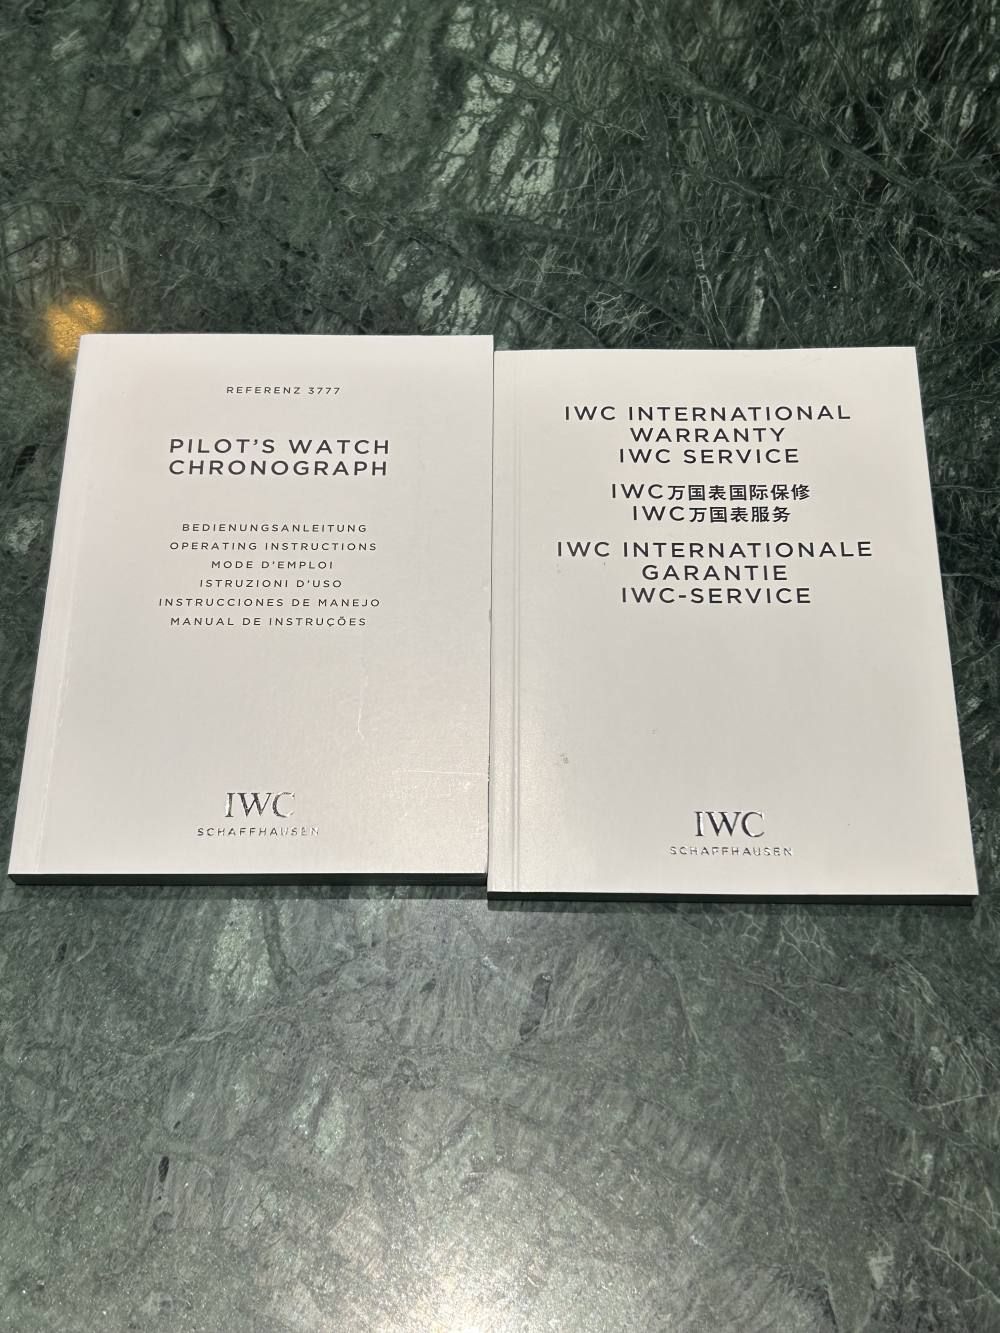 REFERENZ 3777
PILOT'S WATCH
CHRONOGRAPH
BEDIENUNGSANLEITUNG
OPERATING INSTRUCTIONS
MODE D'EMPLOI
ISTRUZIONI D'USO
INSTRUCCIONES DE MANEJO
MANUAL DE INSTRUÇÕES
IWC
SCHAFFHAUSEN
IWC INTERNATIONAL
WARRANTY
IWC SERVICE
IWC万国表国际保修
IWC万国表服务
IWC INTERNATIONALE
GARANTIE
IWC-SERVICE
IWC
SCHAFFHAUSEN